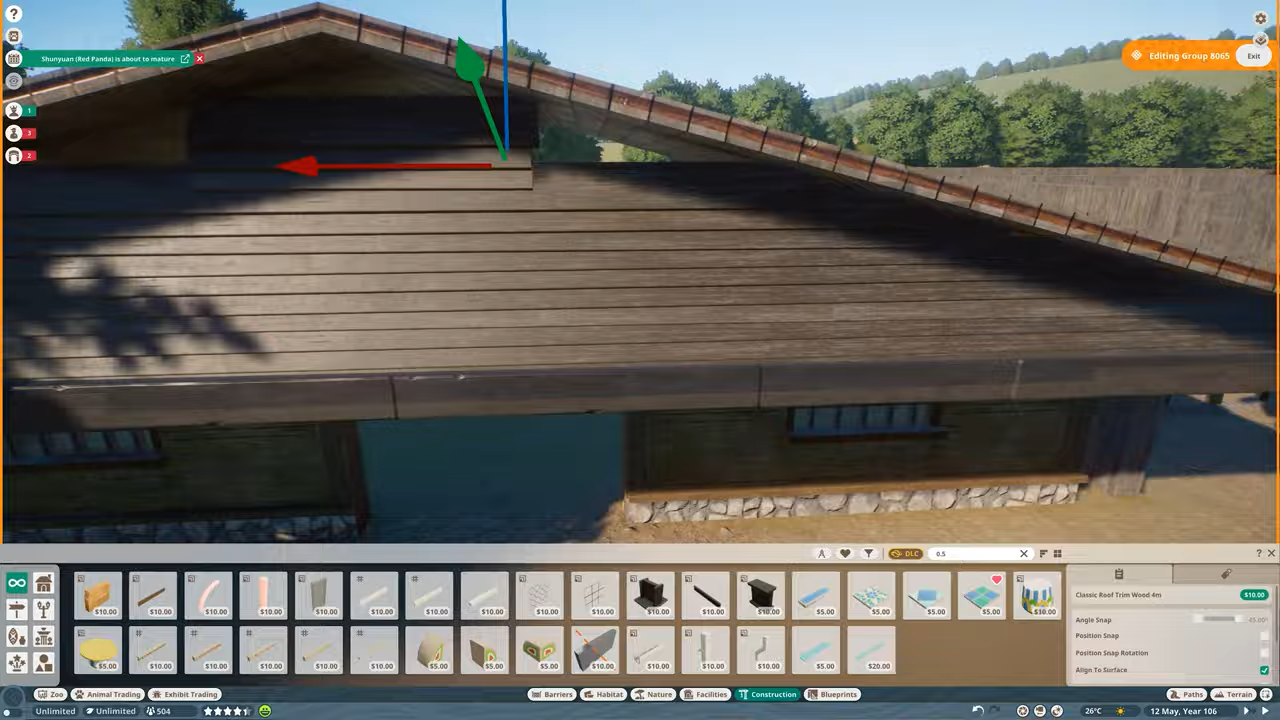 ?
Shunyuan (Red Panda) is about to mature
Editing Group 8065
Exit
1
3
2
DLC
0.5
?
$10.00
$10.00
$10.00
$10.00
$10.00
$10.00
$10.00
$10.00
$10.00
$10.00
$10.00
$10.00
$10.00
$5.00
$5.00
$5.00
$5.00
$10.00
$5.00
$10.00
$10.00
$10.00
$10.00
$10.00
$5.00
$5.00
$5.00
$10.00
$10.00
$10.00
$10.00
$5.00
$20.00
Classic Roof Trim Wood 4m
$10.00
Angle Snap
45.00°
Position Snap
Position Snap Rotation
Align To Surface
Zoo
Animal Trading
Exhibit Trading
Barriers
Habitat
Nature
Facilities
Construction
Blueprints
Paths
Terrain
Unlimited
Unlimited
504
26°C
12 May, Year 106